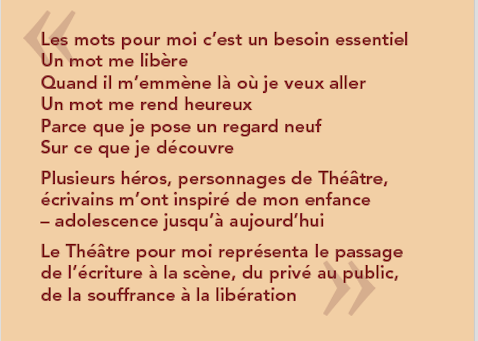 Les mots pour moi c’est un besoin essentiel
Un mot me libère
Quand il m’emmène là où je veux aller
Un mot me rend heureux
Parce que je pose un regard neuf
Sur ce que je découvre
Plusieurs héros, personnages de Théâtre,
écrivains m’ont inspiré de mon enfance
– adolescence jusqu’à aujourd’hui
Le Théâtre pour moi représenta le passage
de l’écriture à la scène, du privé au public,
de la souffrance à la libération